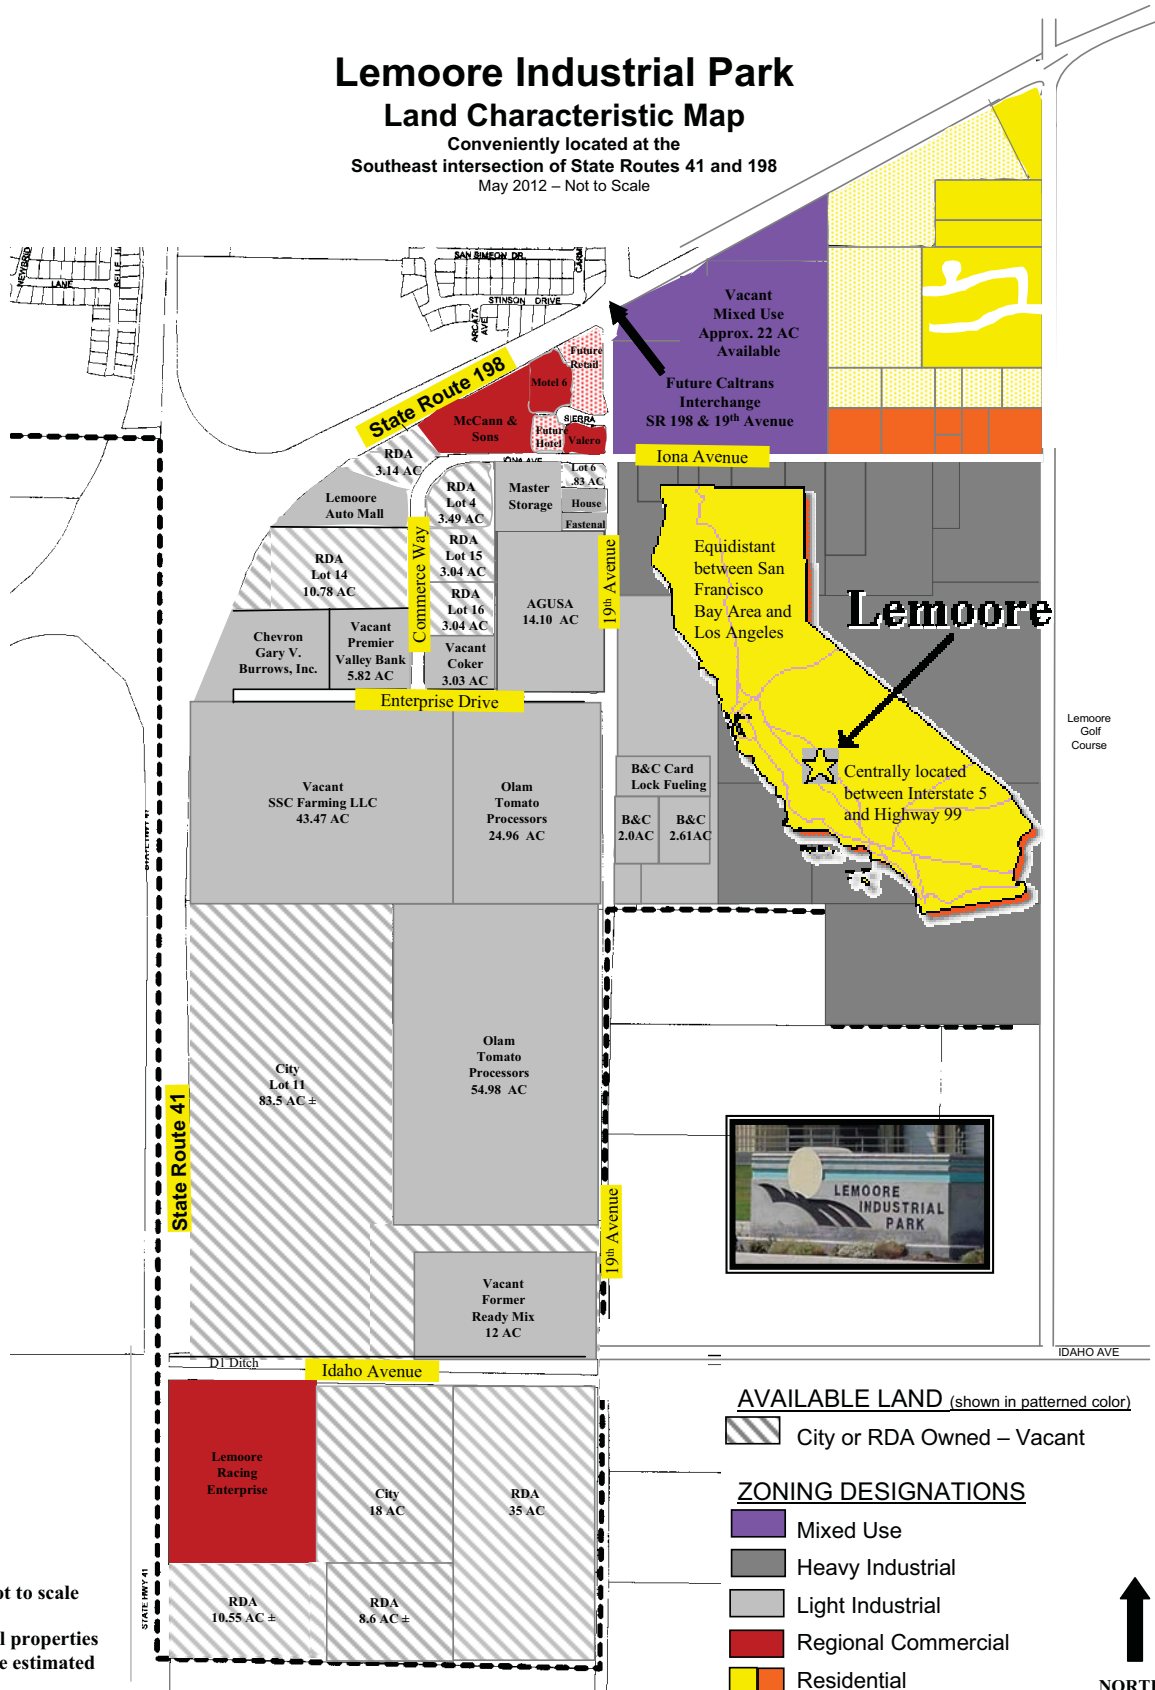 Lemoore Industrial Park
Land Characteristic Map
Conveniently located at the
Southeast intersection of State Routes 41 and 198
May 2012 – Not to Scale
LANE
SAN SIMEON DR.
STINSON DRIVE
ARCATA
AVE
State Route 198
Future
Retail
Motel 6
McCann &
Sons
SIERRA
Future
Hotel
Valero
Vacant
Mixed Use
Approx. 22 AC
Available
Future Caltrans
Interchange
SR 198 & 19th Avenue
Iona Avenue
IONA AVE
RDA
3.14 AC
Lemoore
Auto Mall
RDA
Lot 4
3.49 AC
Master
Storage
Lot 6
.83 AC
House
Fastenal
RDA
Lot 14
10.78 AC
Commerce Way
RDA
Lot 15
3.04 AC
RDA
Lot 16
3.04 AC
AGUSA
14.10 AC
19th Avenue
Chevron
Gary V.
Burrows, Inc.
Vacant
Premier
Valley Bank
5.82 AC
Vacant
Coker
3.03 AC
Enterprise Drive
Equidistant
between San
Francisco
Bay Area and
Los Angeles
Lemoore
Centrally located
between Interstate 5
and Highway 99
Lemoore
Golf
Course
Vacant
SSC Farming LLC
43.47 AC
Olam
Tomato
Processors
24.96 AC
B&C Card
Lock Fueling
B&C
2.0AC
B&C
2.61AC
STATE HWY 41
City
Lot 11
83.5 AC ±
Olam
Tomato
Processors
54.98 AC
State Route 41
19th Avenue
LEMOORE
INDUSTRIAL
PARK
Vacant
Former
Ready Mix
12 AC
D1 Ditch
Idaho Avenue
IDAHO AVE
Lemoore
Racing
Enterprise
City
18 AC
RDA
35 AC
RDA
10.55 AC ±
RDA
8.6 AC ±
STATE HWY 41
to scale
properties
estimated
AVAILABLE LAND (shown in patterned color)
City or RDA Owned – Vacant
ZONING DESIGNATIONS
Mixed Use
Heavy Industrial
Light Industrial
Regional Commercial
Residential